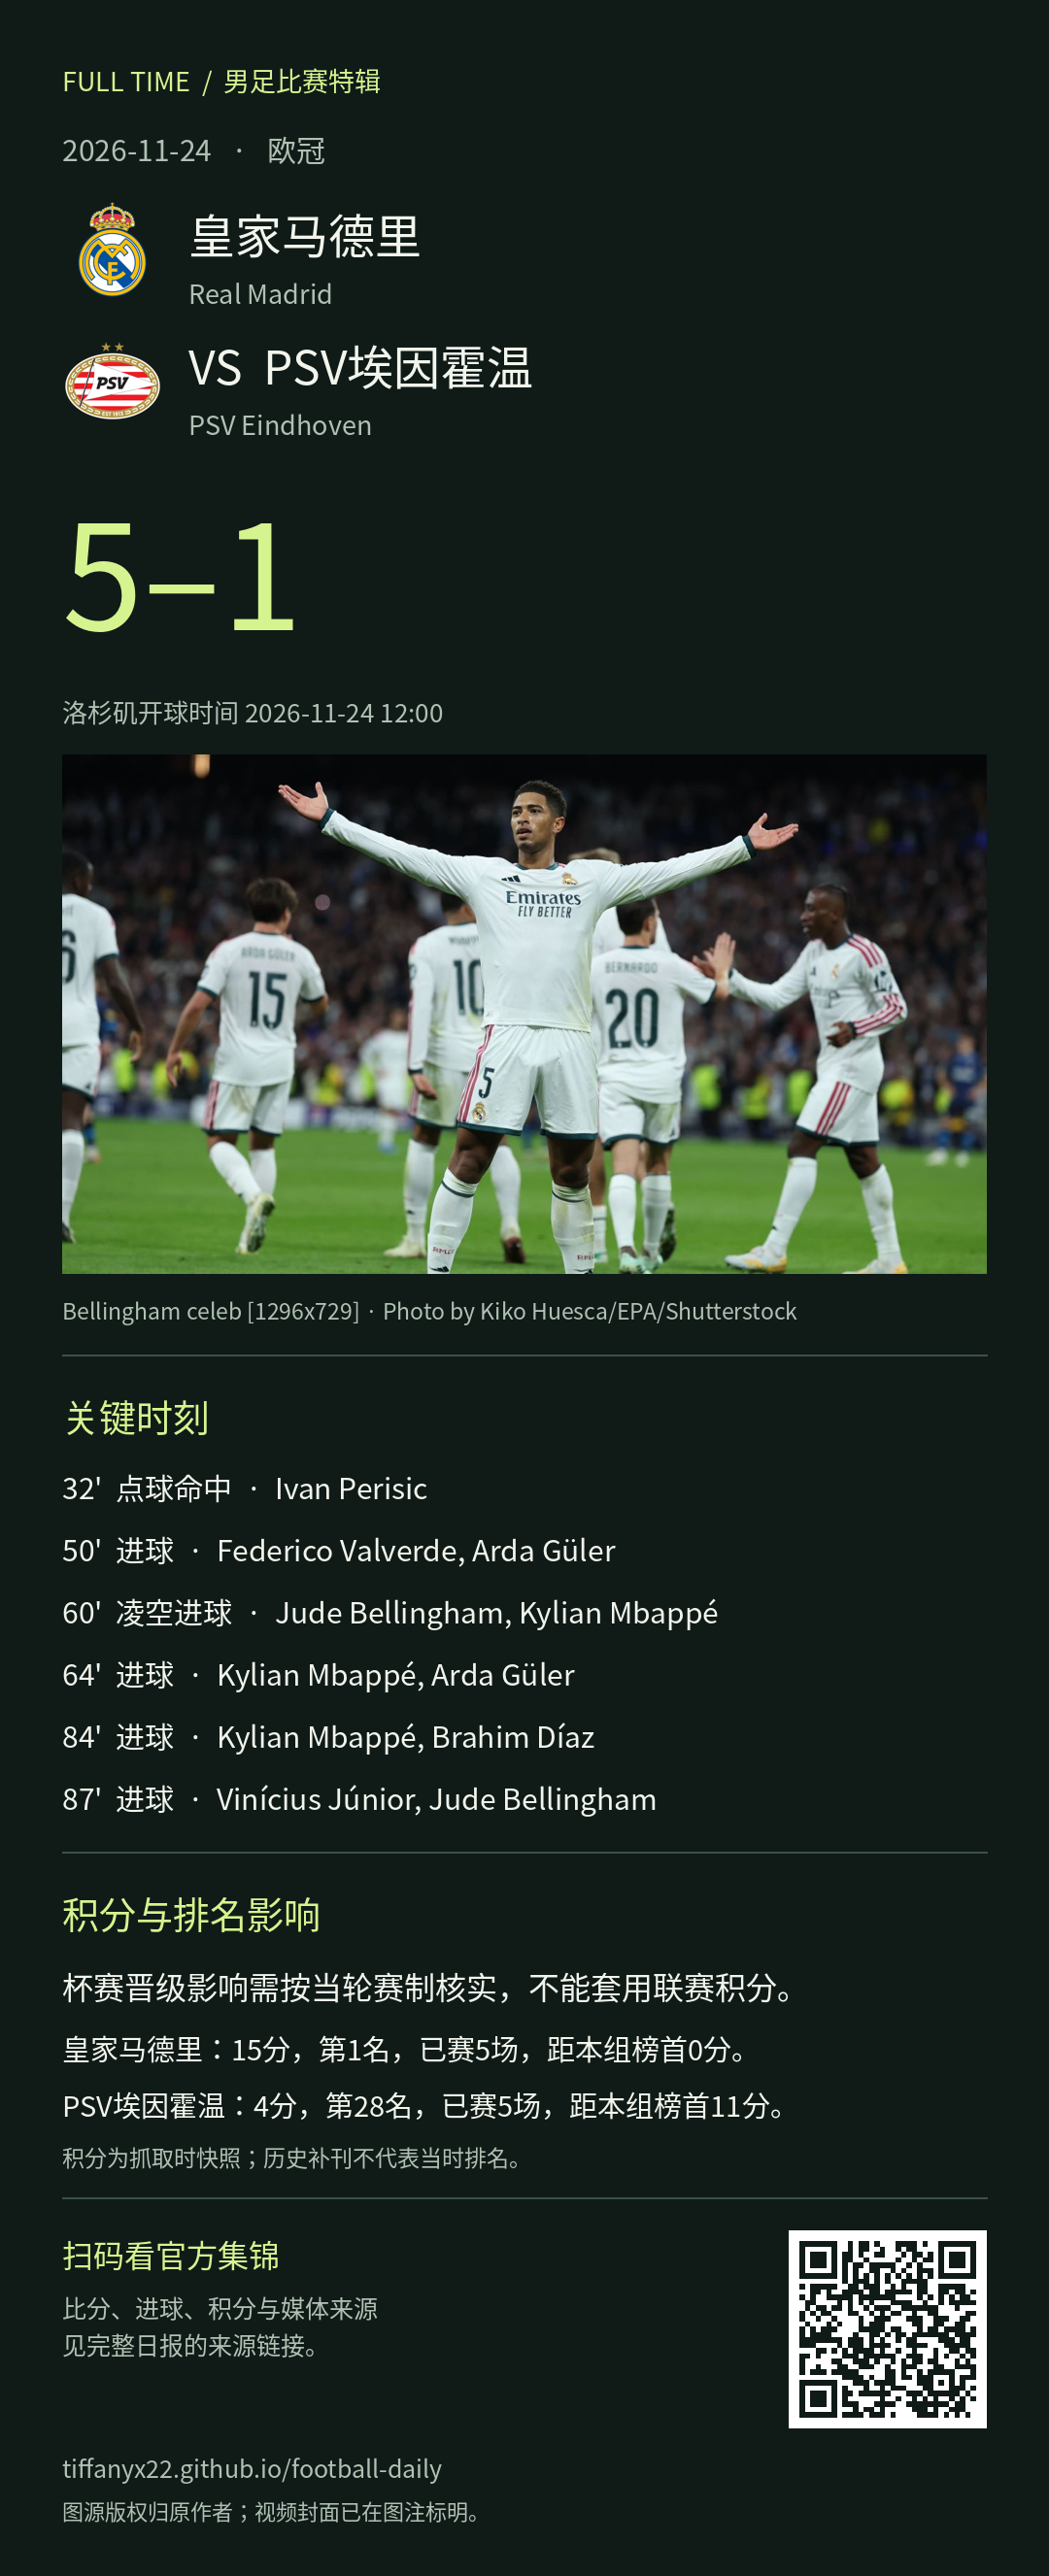 FULL TIME / 男足比赛特辑
2026-11-24 · 欧冠
皇家马德里
Real Madrid
PSV
VS PSV埃因霍温
PSV Eindhoven
5–1
洛杉矶开球时间 2026-11-24 12:00
Emirates
FLY BETTER
ARDA GÜLER
15
10
BERNARDO
20
5
Bellingham celeb [1296x729] · Photo by Kiko Huesca/EPA/Shutterstock
关键时刻
32' 点球命中 · Ivan Perisic
50' 进球 · Federico Valverde, Arda Güler
60' 凌空进球 · Jude Bellingham, Kylian Mbappé
64' 进球 · Kylian Mbappé, Arda Güler
84' 进球 · Kylian Mbappé, Brahim Díaz
87' 进球 · Vinícius Júnior, Jude Bellingham
积分与排名影响
杯赛晋级影响需按当轮赛制核实，不能套用联赛积分。
皇家马德里：15分，第1名，已赛5场，距本组榜首0分。
PSV埃因霍温：4分，第28名，已赛5场，距本组榜首11分。
积分为抓取时快照；历史补刊不代表当时排名。
扫码看官方集锦
比分、进球、积分与媒体来源
见完整日报的来源链接。
tiffanyx22.github.io/football-daily
图源版权归原作者；视频封面已在图注标明。